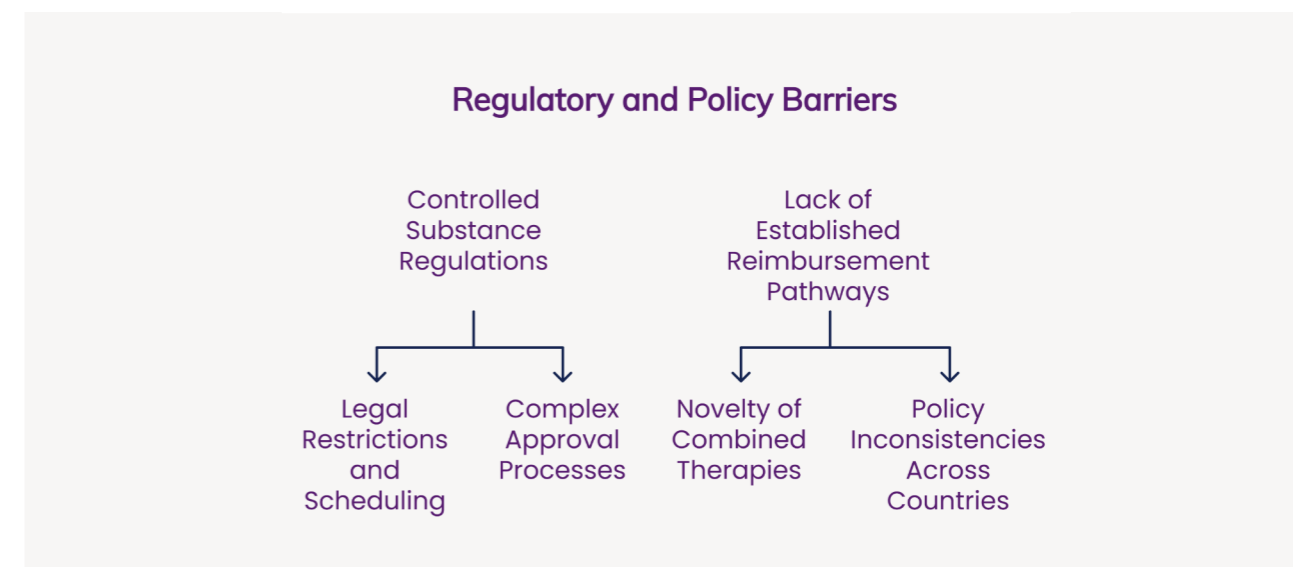 Regulatory and Policy Barriers
Controlled
Substance
Regulations
Lack of
Established
Reimbursement
Pathways
Legal
Restrictions
and
Scheduling
Complex
Approval
Processes
Novelty of
Combined
Therapies
Policy
Inconsistencies
Across
Countries